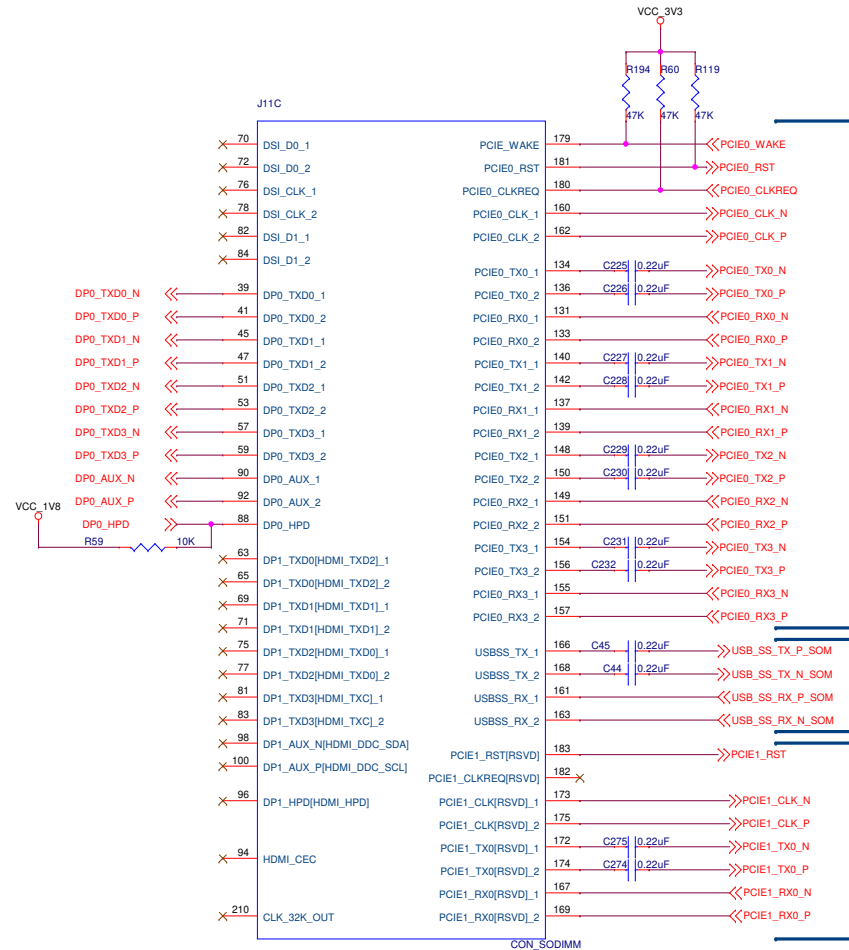 VCC_3V3
R194 R60 R119
47K 47K 47K
J11C
70 DSI_D0_1
72 DSI_D0_2
76 DSI_CLK_1
78 DSI_CLK_2
82 DSI_D1_1
84 DSI_D1_2
DP0_TXD0_N 39 DP0_TXD0_1
DP0_TXD0_P 41 DP0_TXD0_2
DP0_TXD1_N 45 DP0_TXD1_1
DP0_TXD1_P 47 DP0_TXD1_2
DP0_TXD2_N 51 DP0_TXD2_1
DP0_TXD2_P 53 DP0_TXD2_2
DP0_TXD3_N 57 DP0_TXD3_1
DP0_TXD3_P 59 DP0_TXD3_2
DP0_AUX_N 90 DP0_AUX_1
DP0_AUX_P 92 DP0_AUX_2
VCC_1V8
DP0_HPD 88 DP0_HPD
R59 10K
63 DP1_TXD0[HDMI_TXD2]_1
65 DP1_TXD0[HDMI_TXD2]_2
69 DP1_TXD1[HDMI_TXD1]_1
71 DP1_TXD1[HDMI_TXD1]_2
75 DP1_TXD2[HDMI_TXD0]_1
77 DP1_TXD2[HDMI_TXD0]_2
81 DP1_TXD3[HDMI_TXC]_1
83 DP1_TXD3[HDMI_TXC]_2
98 DP1_AUX_N[HDMI_DDC_SDA]
100 DP1_AUX_P[HDMI_DDC_SCL]
96 DP1_HPD[HDMI_HPD]
94 HDMI_CEC
210 CLK_32K_OUT
PCIE_WAKE 179 PCIE0_WAKE
PCIE0_RST 181 PCIE0_RST
PCIE0_CLKREQ 180 PCIE0_CLKREQ
PCIE0_CLK_1 160 PCIE0_CLK_N
PCIE0_CLK_2 162 PCIE0_CLK_P
PCIE0_TX0_1 134 C225 0.22uF PCIE0_TX0_N
PCIE0_TX0_2 136 C226 0.22uF PCIE0_TX0_P
PCIE0_RX0_1 131 PCIE0_RX0_N
PCIE0_RX0_2 133 PCIE0_RX0_P
PCIE0_TX1_1 140 C227 0.22uF PCIE0_TX1_N
PCIE0_TX1_2 142 C228 0.22uF PCIE0_TX1_P
PCIE0_RX1_1 137 PCIE0_RX1_N
PCIE0_RX1_2 139 PCIE0_RX1_P
PCIE0_TX2_1 148 C229 0.22uF PCIE0_TX2_N
PCIE0_TX2_2 150 C230 0.22uF PCIE0_TX2_P
PCIE0_RX2_1 149 PCIE0_RX2_N
PCIE0_RX2_2 151 PCIE0_RX2_P
PCIE0_TX3_1 154 C231 0.22uF PCIE0_TX3_N
PCIE0_TX3_2 156 C232 0.22uF PCIE0_TX3_P
PCIE0_RX3_1 155 PCIE0_RX3_N
PCIE0_RX3_2 157 PCIE0_RX3_P
USBSS_TX_1 166 C45 0.22uF USB_SS_TX_P_SOM
USBSS_TX_2 168 C44 0.22uF USB_SS_TX_N_SOM
USBSS_RX_1 161 USB_SS_RX_P_SOM
USBSS_RX_2 163 USB_SS_RX_N_SOM
PCIE1_RST[RSVD] 183 PCIE1_RST
PCIE1_CLKREQ[RSVD] 182
PCIE1_CLK[RSVD]_1 173 PCIE1_CLK_N
PCIE1_CLK[RSVD]_2 175 PCIE1_CLK_P
PCIE1_TX0[RSVD]_1 172 C275 0.22uF PCIE1_TX0_N
PCIE1_TX0[RSVD]_2 174 C274 0.22uF PCIE1_TX0_P
PCIE1_RX0[RSVD]_1 167 PCIE1_RX0_N
PCIE1_RX0[RSVD]_2 169 PCIE1_RX0_P
CON_SODIMM